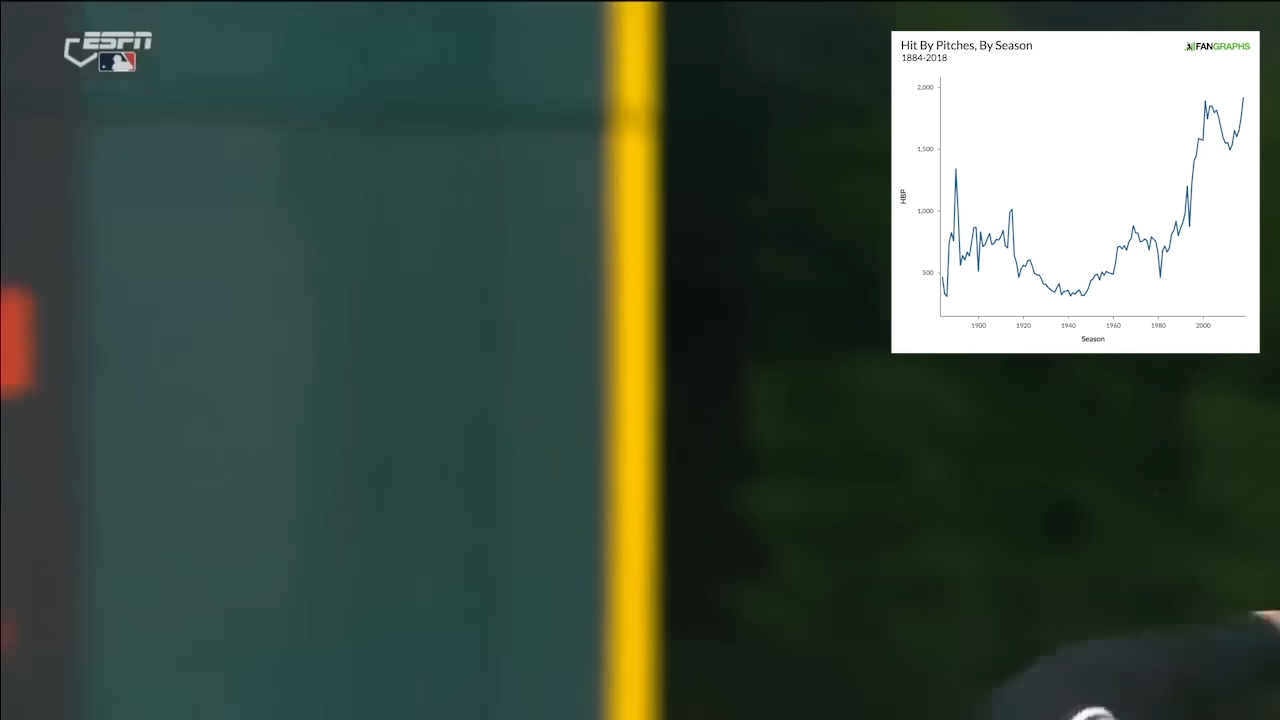 ESPN
Hit By Pitches, By Season
FANGRAPHS
1884-2018
2,000
1,500
1,000
500
HBP
1900 1920 1940 1960 1980 2000
Season